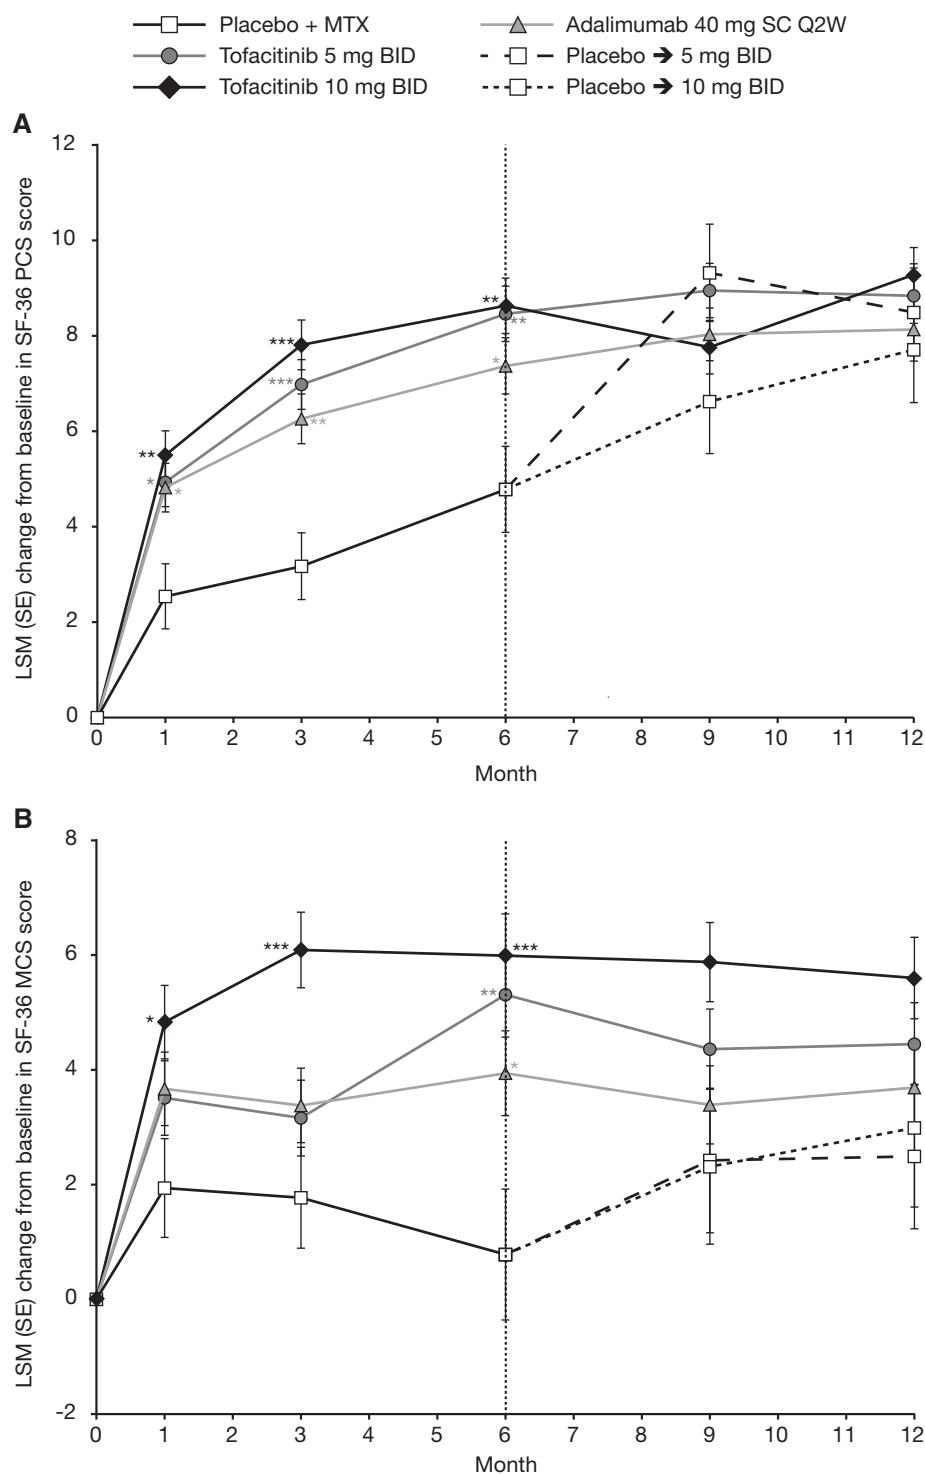 Placebo + MTX
Adalimumab 40 mg SC Q2W
Tofacitinib 5 mg BID
Placebo ➔ 5 mg BID
Tofacitinib 10 mg BID
Placebo ➔ 10 mg BID
A
LSM (SE) change from baseline in SF-36 PCS score
12
10
8
6
4
2
0
**
*
*
***
***
**
**
**
*
0 1 2 3 4 5 6 7 8 9 10 11 12
Month
B
LSM (SE) change from baseline in SF-36 MCS score
8
6
4
2
0
-2
*
***
***
**
*
0 1 2 3 4 5 6 7 8 9 10 11 12
Month